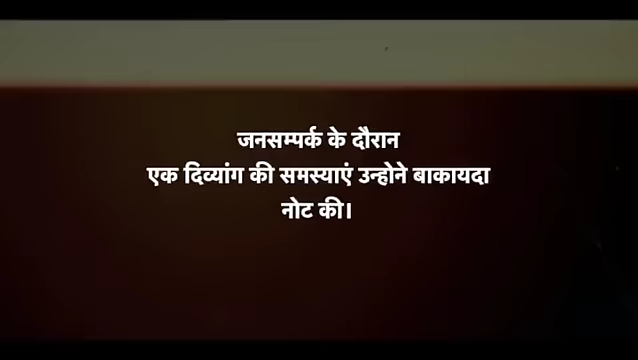 जनसम्पर्क के दौरान
एक दिव्यांग की समस्याएं उन्होने बाकायदा
नोट की।